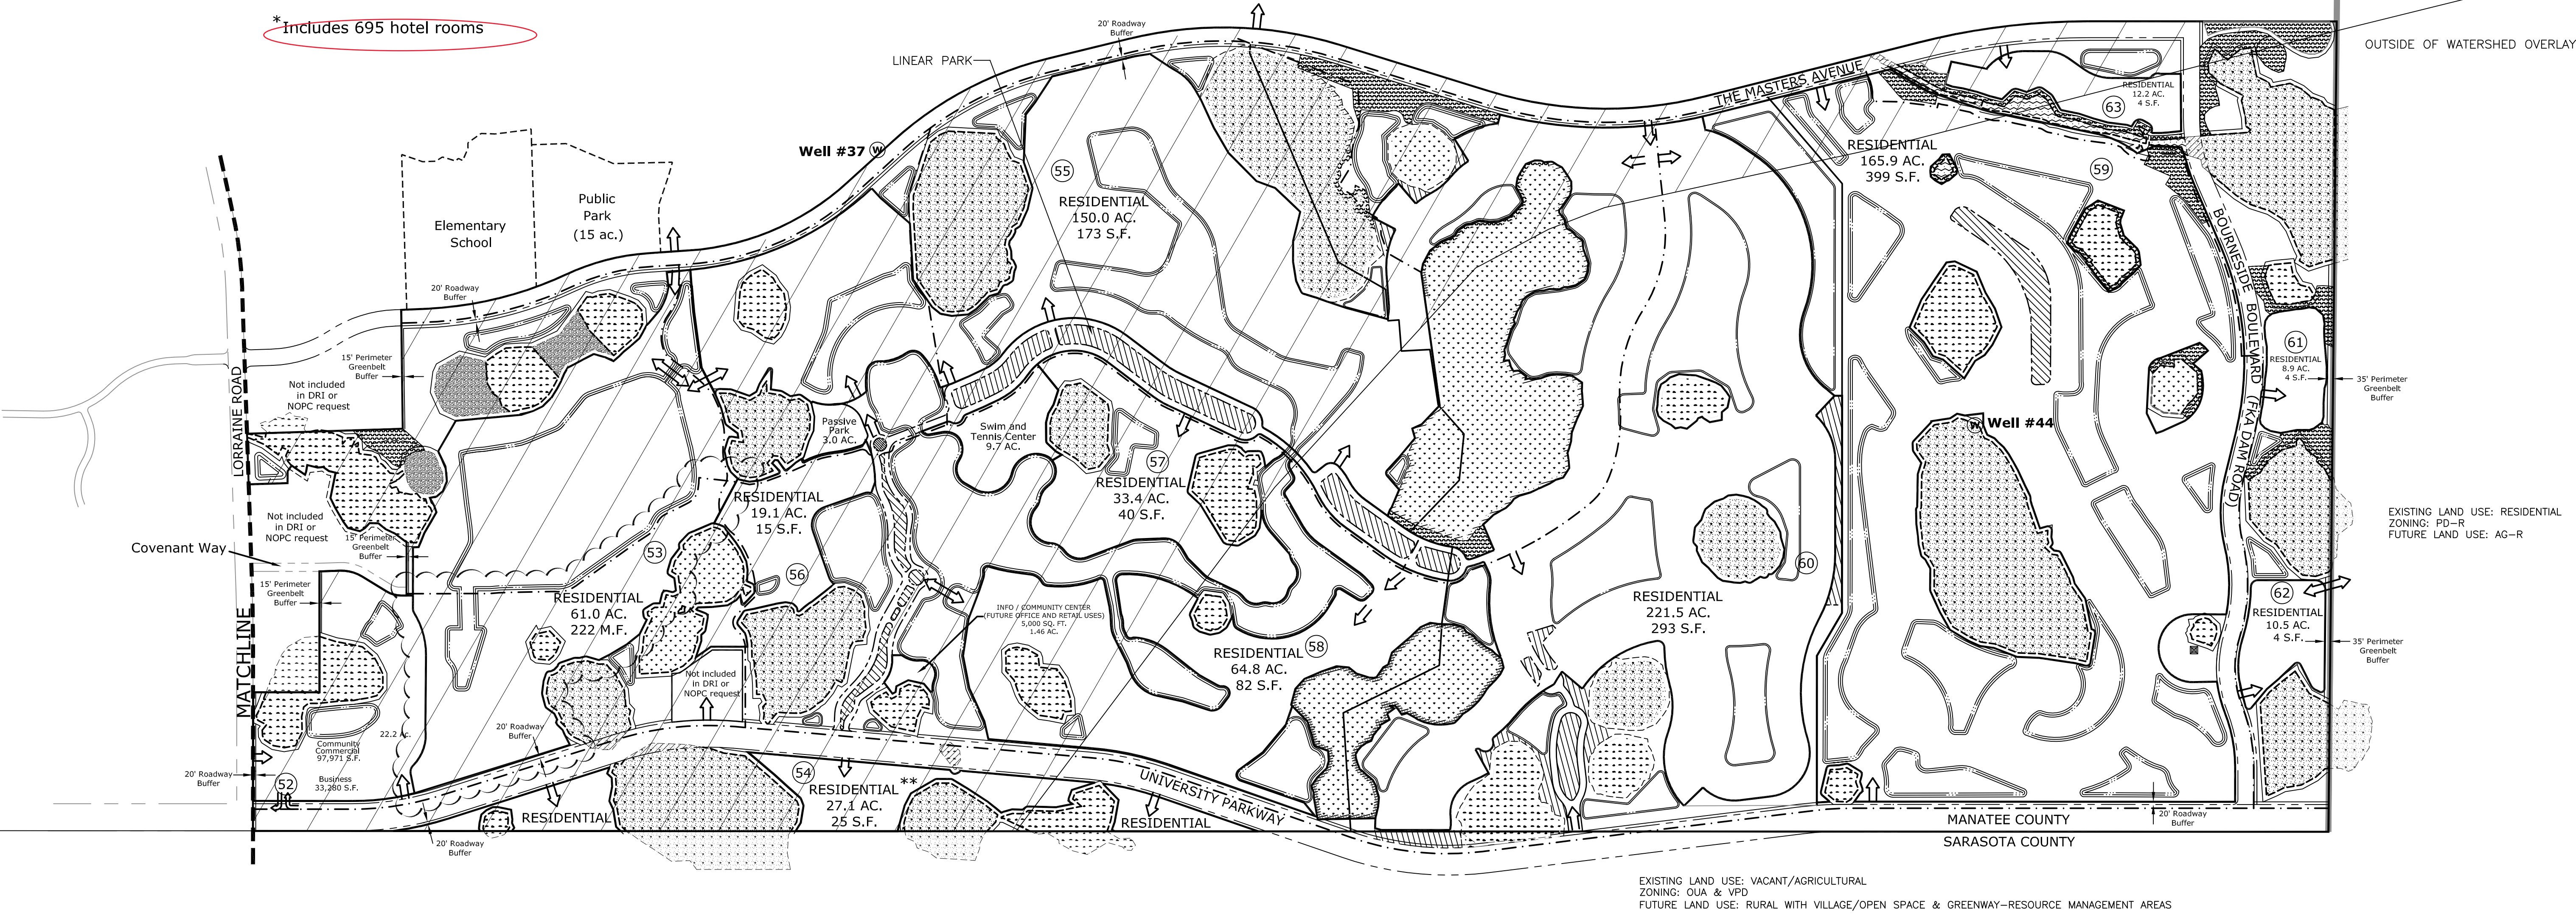 *Includes 695 hotel rooms
20' Roadway
Buffer
LINEAR PARK
OUTSIDE OF WATERSHED OVERLAY
THE MASTERS AVENUE
RESIDENTIAL
12.2 AC.
4 S.F.
63
Well #37
W
Elementary
School
Public
Park
(15 ac.)
55
RESIDENTIAL
150.0 AC.
173 S.F.
RESIDENTIAL
165.9 AC.
399 S.F.
59
BOURNESIDE BOULEVARD (FKA DAM ROAD)
20' Roadway
Buffer
15' Perimeter
Greenbelt
Buffer
Not included
in DRI or
NOPC request
LORRAINE ROAD
61
RESIDENTIAL
8.9 AC.
4 S.F.
35' Perimeter
Greenbelt
Buffer
Passive
Park
3.0 AC.
Swim and
Tennis Center
9.7 AC.
W
Well #44
57
RESIDENTIAL
33.4 AC.
40 S.F.
RESIDENTIAL
19.1 AC.
15 S.F.
56
Not included
in DRI or
NOPC request
15' Perimeter
Greenbelt
Buffer
Covenant Way
53
RESIDENTIAL
61.0 AC.
222 M.F.
15' Perimeter
Greenbelt
Buffer
EXISTING LAND USE: RESIDENTIAL
ZONING: PD-R
FUTURE LAND USE: AG-R
60
RESIDENTIAL
221.5 AC.
293 S.F.
62
RESIDENTIAL
10.5 AC.
4 S.F.
35' Perimeter
Greenbelt
Buffer
INFO / COMMUNITY CENTER
(FUTURE OFFICE AND RETAIL USES)
5,000 SQ. FT.
1.46 AC.
58
RESIDENTIAL
64.8 AC.
82 S.F.
MATCHLINE
Not included
in DRI or
NOPC request
22.2 Ac.
Community
Commercial
97,971 S.F.
Business
33,280 S.F.
52
20' Roadway
Buffer
20' Roadway
Buffer
54
RESIDENTIAL **
27.1 AC.
25 S.F.
UNIVERSITY PARKWAY
RESIDENTIAL
RESIDENTIAL
20' Roadway
Buffer
MANATEE COUNTY
SARASOTA COUNTY
20' Roadway
Buffer
EXISTING LAND USE: VACANT/AGRICULTURAL
ZONING: OUA & VPD
FUTURE LAND USE: RURAL WITH VILLAGE/OPEN SPACE & GREENWAY-RESOURCE MANAGEMENT AREAS